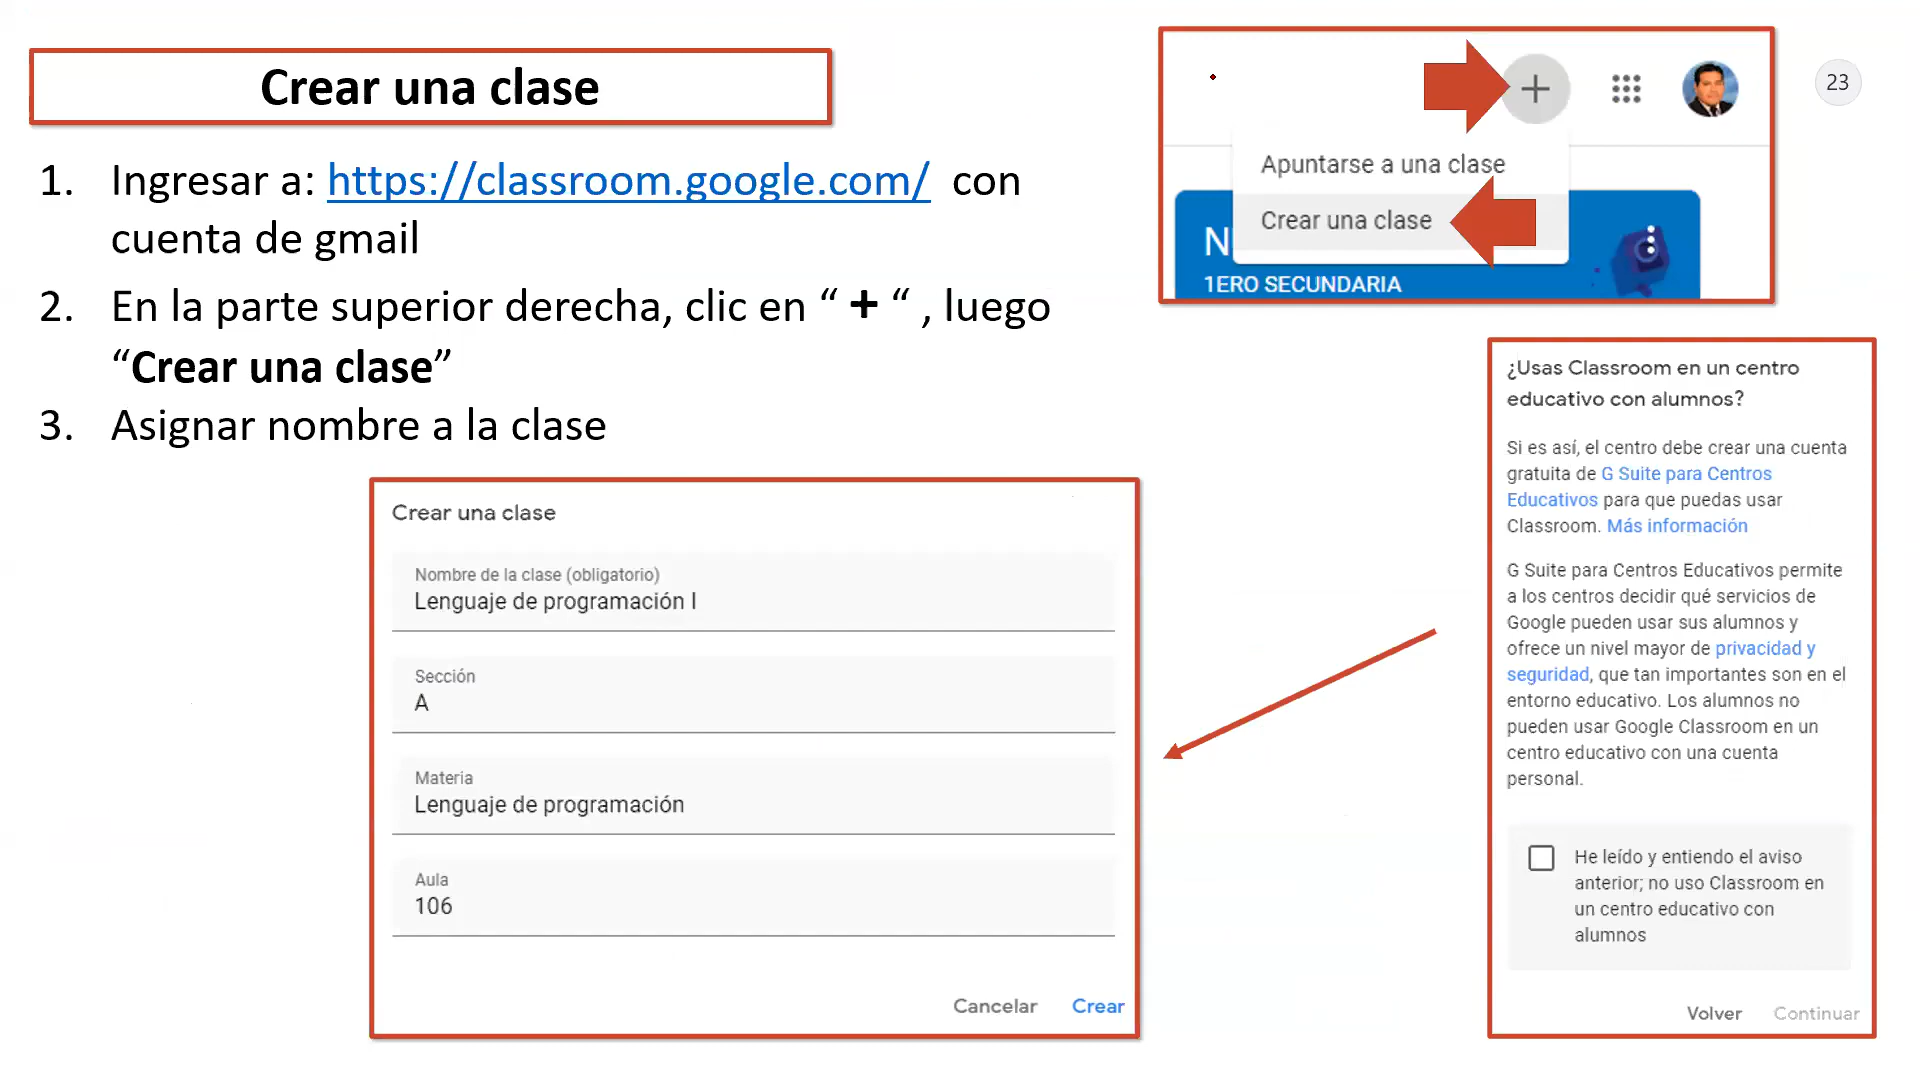 Crear una clase
23
1. Ingresar a: https://classroom.google.com/ con
cuenta de gmail
2. En la parte superior derecha, clic en “ + “ , luego
“Crear una clase”
3. Asignar nombre a la clase
Apuntarse a una clase
Crear una clase
N
1ERO SECUNDARIA
Crear una clase
Nombre de la clase (obligatorio)
Lenguaje de programación I
Sección
A
Materia
Lenguaje de programación
Aula
106
Cancelar Crear
¿Usas Classroom en un centro
educativo con alumnos?
Si es así, el centro debe crear una cuenta
gratuita de G Suite para Centros
Educativos para que puedas usar
Classroom. Más información
G Suite para Centros Educativos permite
a los centros decidir qué servicios de
Google pueden usar sus alumnos y
ofrece un nivel mayor de privacidad y
seguridad, que tan importantes son en el
entorno educativo. Los alumnos no
pueden usar Google Classroom en un
centro educativo con una cuenta
personal.
He leído y entiendo el aviso
anterior; no uso Classroom en
un centro educativo con
alumnos
Volver Continuar